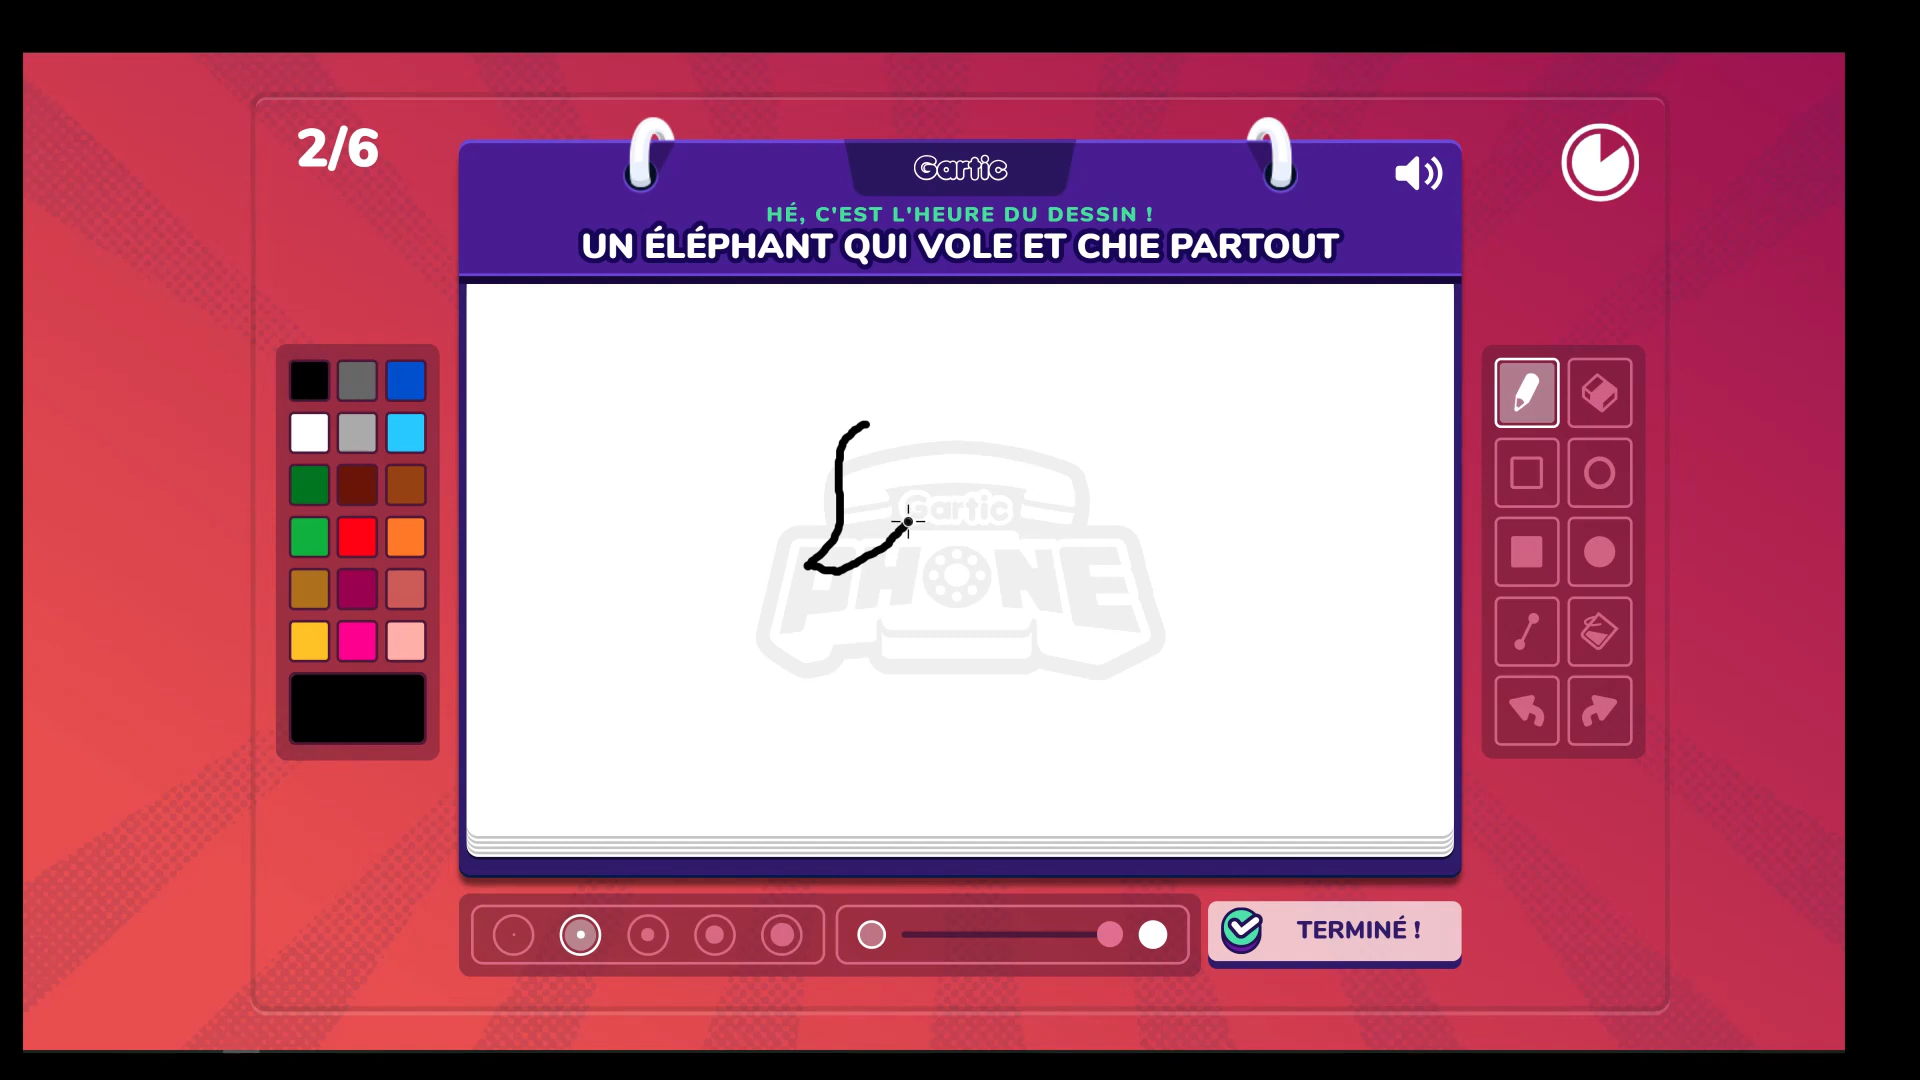 2/6
Gartic
HÉ, C'EST L'HEURE DU DESSIN !
UN ÉLÉPHANT QUI VOLE ET CHIE PARTOUT
Gartic
PHONE
TERMINÉ !